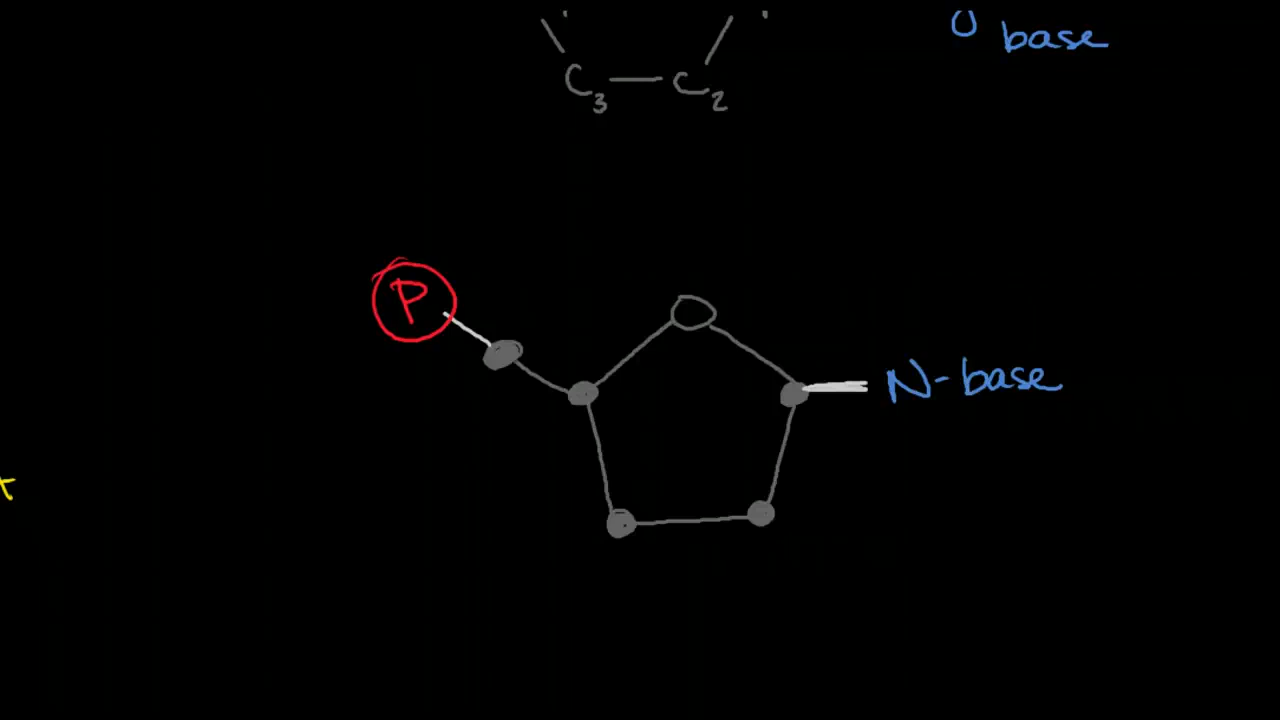 base
C3 — C2
P
N-base